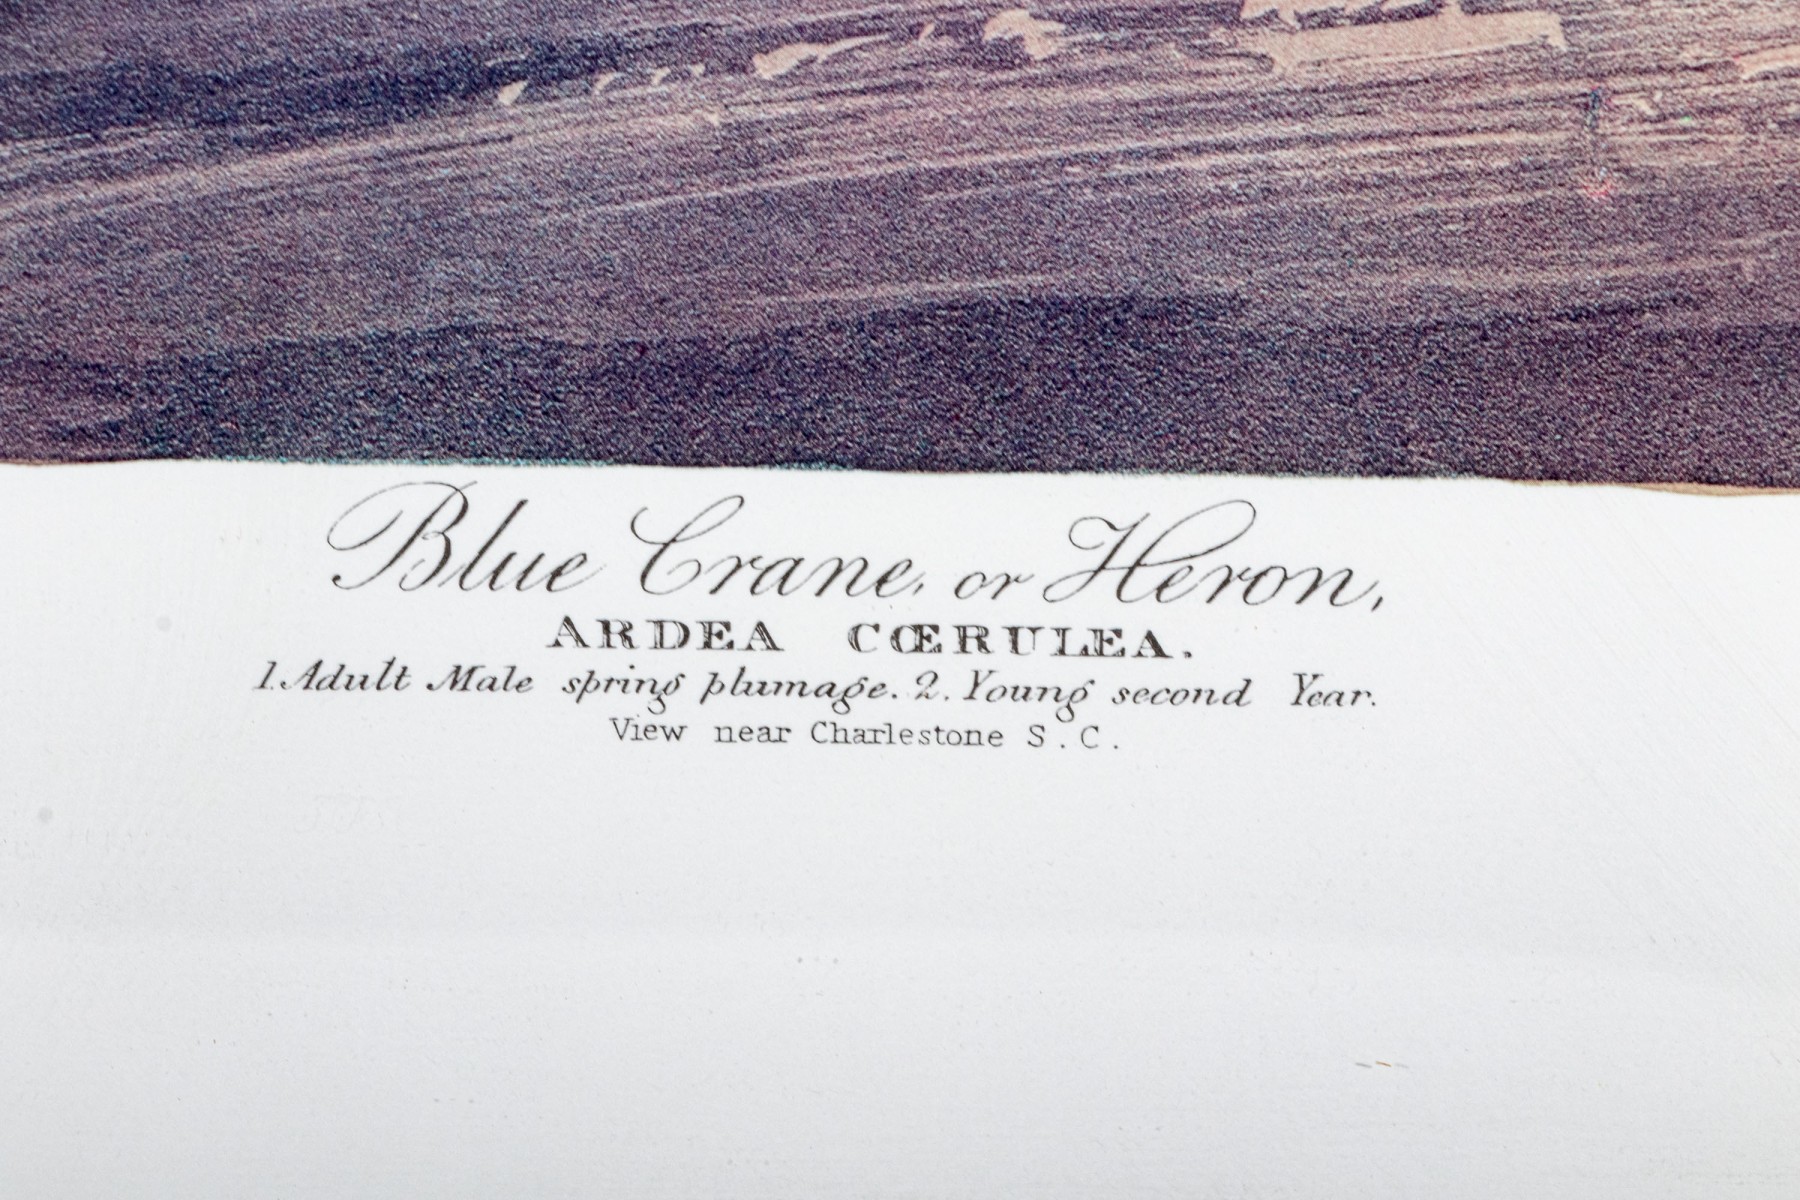 Blue Crane, or Heron,
ARDEA CŒRULEA.
1. Adult Male spring plumage. 2. Young second Year.
View near Charlestone S.C.